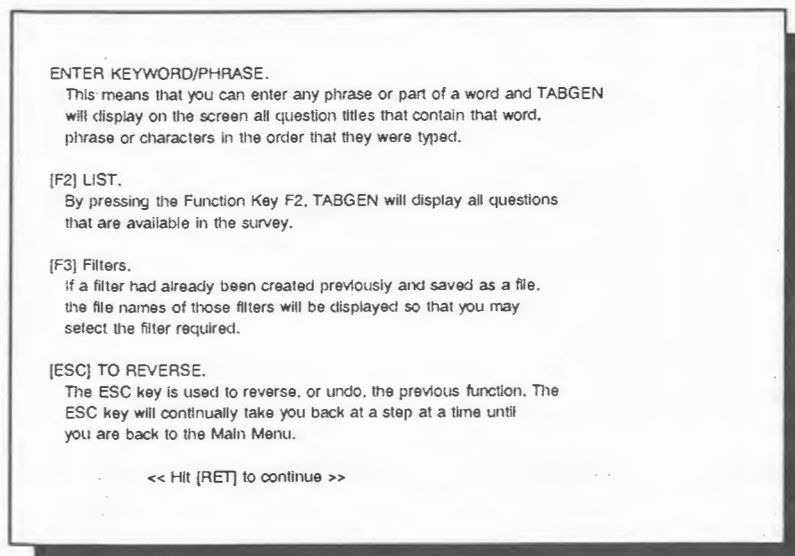 ENTER KEYWORD/PHRASE.
This means that you can enter any phrase or part of a word and TABGEN
will display on the screen all question titles that contain that word,
phrase or characters in the order that they were typed.
[F2] LIST.
By pressing the Function Key F2, TABGEN will display all questions
that are available in the survey.
[F3] Filters.
If a filter had already been created previously and saved as a file,
the file names of those filters will be displayed so that you may
select the filter required.
[ESC] TO REVERSE.
The ESC key is used to reverse, or undo, the previous function. The
ESC key will continually take you back at a step at a time until
you are back to the Main Menu.
<< Hit [RET] to continue >>